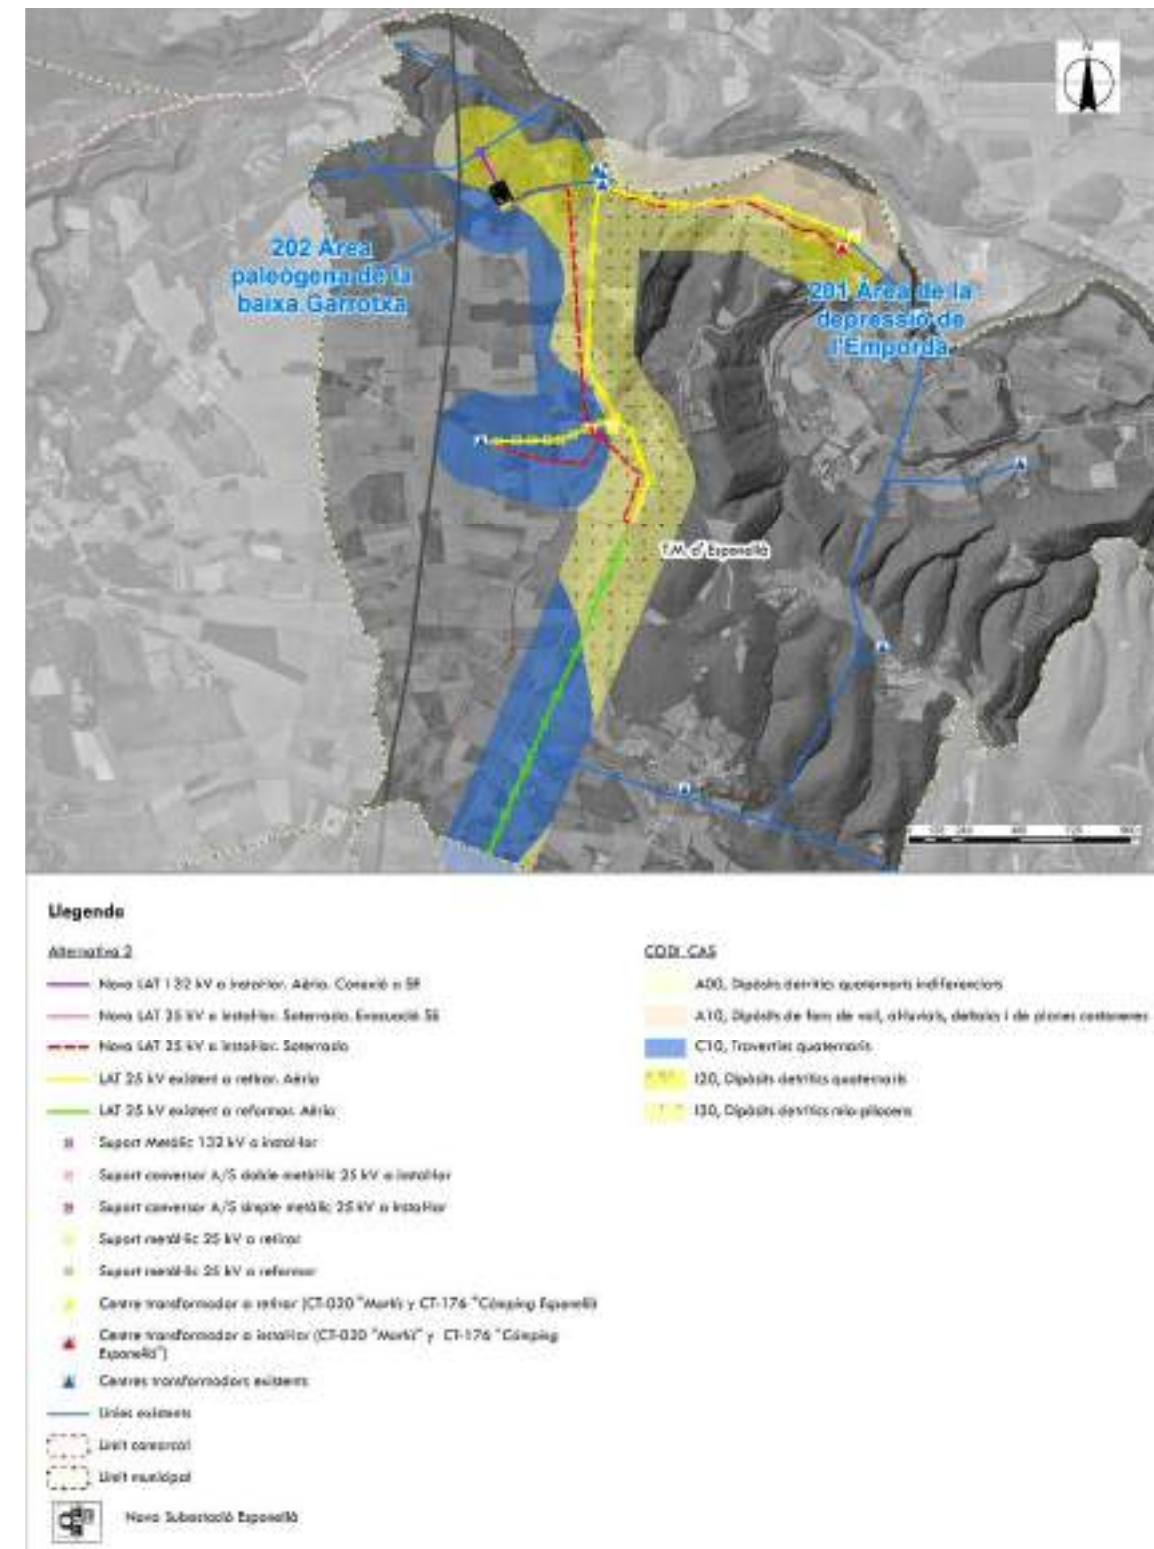 N
202 Àrea
paleògena de la
baixa Garrotxa
201 Àrea de la
depressió de
l'Empordà
T.M. d'Esponellà
Llegenda
Alternativa 2
Nova LAT 132 kV a instal·lar. Aèria. Conexió a SE
Nova LAT 25 kV a instal·lar. Soterrada. Evacuació SE
Nova LAT 25 kV a instal·lar. Soterrada
LAT 25 kV existent a retirar. Aèria
LAT 25 kV existent a reformar. Aèria
Suport Metàl·lic 132 kV a instal·lar
Suport conversor A/S doble metàl·lic 25 kV a instal·lar
Suport conversor A/S simple metàl·lic 25 kV a instal·lar
Suport metàl·lic 25 kV a retirar
Suport metàl·lic 25 kV a reformar
Centre transformador a retirar (CT-030 "Martís y CT-176 "Càmping Esponellà
Centre transformador a instal·lar (CT-030 "Martís" y CT-176 "Càmping
Esponellà")
Centres transformadors existents
Línies existents
Límit comarcal
Límit municipal
Nova Subestació Esponellà
CODI_CAS
A00, Dipòsits detrítics quaternaris indiferenciats
A10, Dipòsits de fons de vall, al·luvials, deltaics i de planes costaneres
C10, Travertins quaternaris
I20, Dipòsits detrítics quaternaris
I30, Dipòsits detrítics mio-pliocens